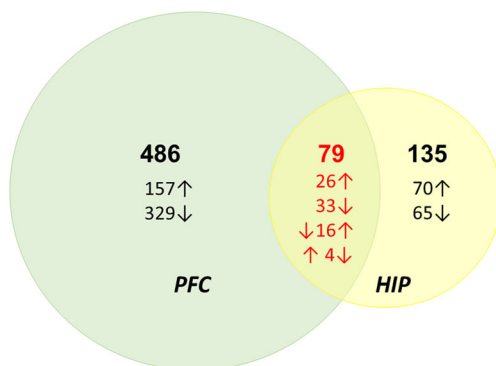 486 79 135
157↑ 26↑ 70↑
329↓ 33↓ 65↓
↓16↑
↑ 4↓
PFC HIP